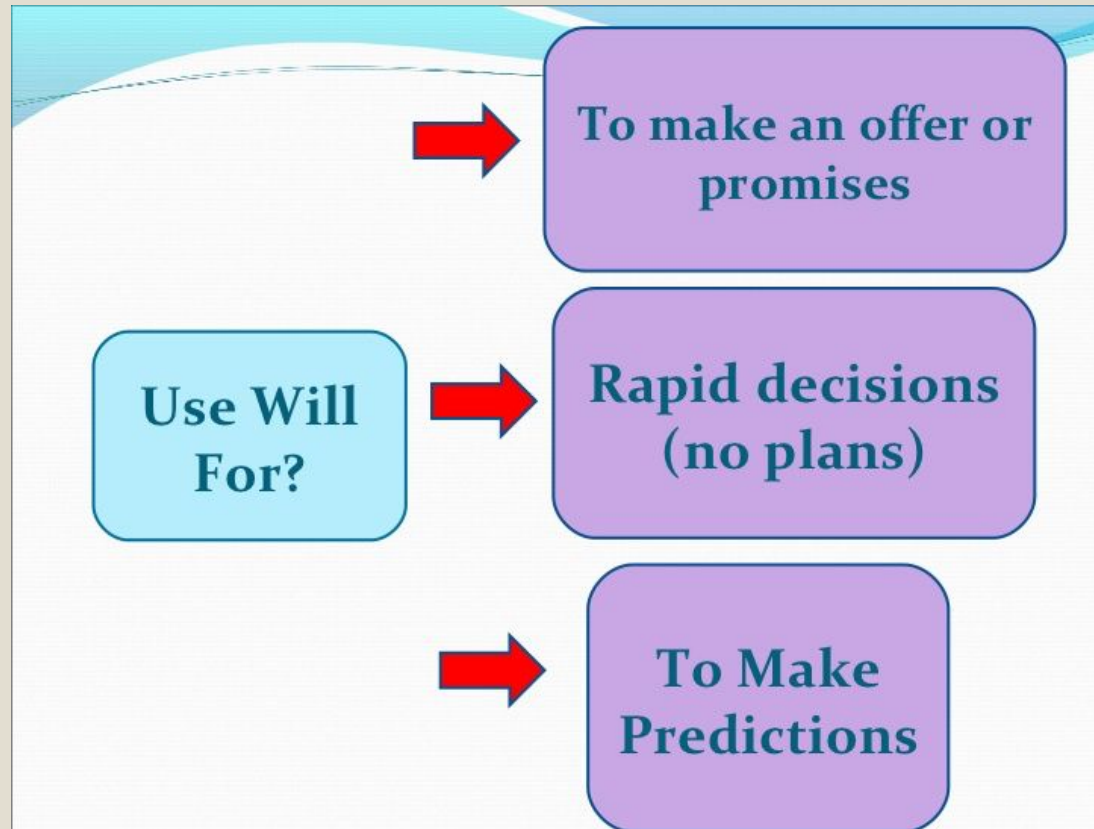 To make an offer or
promises
Use Will
For?
Rapid decisions
(no plans)
To Make
Predictions